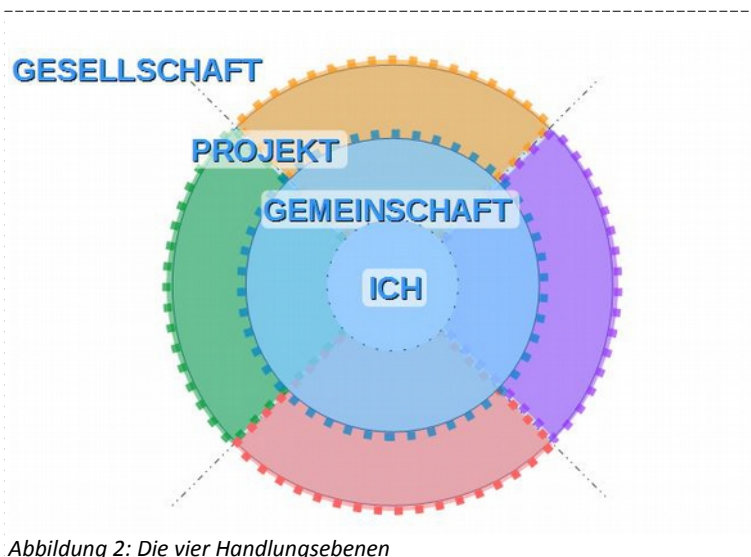 GESELLSCHAFT
PROJEKT
GEMEINSCHAFT
ICH
Abbildung 2: Die vier Handlungsebenen